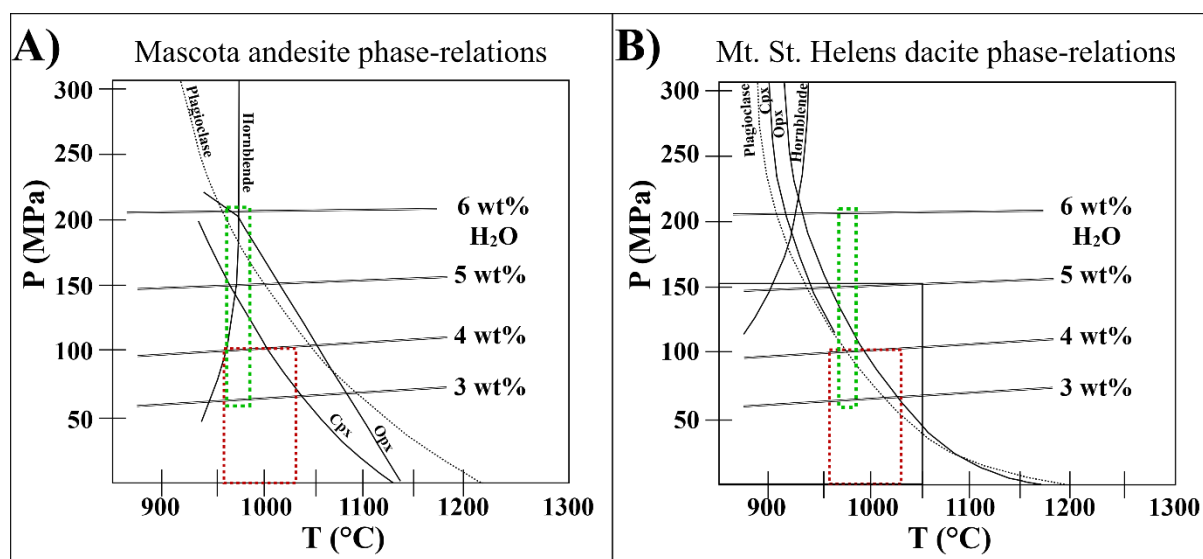 A) Mascota andesite phase-relations
300
250
200
150
100
50
P (MPa)
Plagioclase
Hornblende
Cpx
Opx
6 wt%
H₂O
5 wt%
4 wt%
3 wt%
900 1000 1100 1200 1300
T (°C)
B) Mt. St. Helens dacite phase-relations
300
250
200
150
100
50
P (MPa)
Plagioclase
Cpx
Opx
Hornblende
6 wt%
H₂O
5 wt%
4 wt%
3 wt%
900 1000 1100 1200 1300
T (°C)